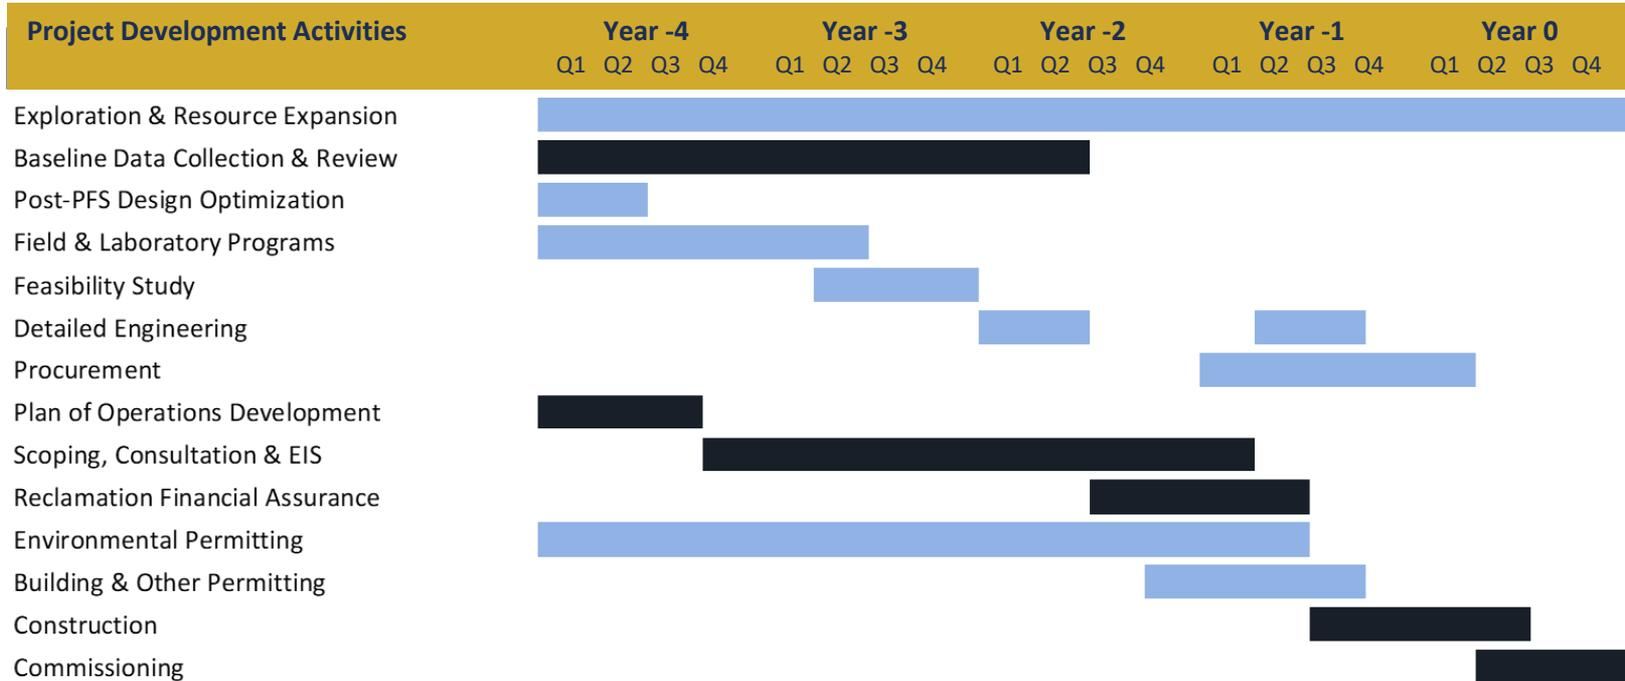 Project Development Activities Year -4 Year -3 Year -2 Year -1 Year 0
Q1 Q2 Q3 Q4 Q1 Q2 Q3 Q4 Q1 Q2 Q3 Q4 Q1 Q2 Q3 Q4 Q1 Q2 Q3 Q4
Exploration & Resource Expansion
Baseline Data Collection & Review
Post-PFS Design Optimization
Field & Laboratory Programs
Feasibility Study
Detailed Engineering
Procurement
Plan of Operations Development
Scoping, Consultation & EIS
Reclamation Financial Assurance
Environmental Permitting
Building & Other Permitting
Construction
Commissioning